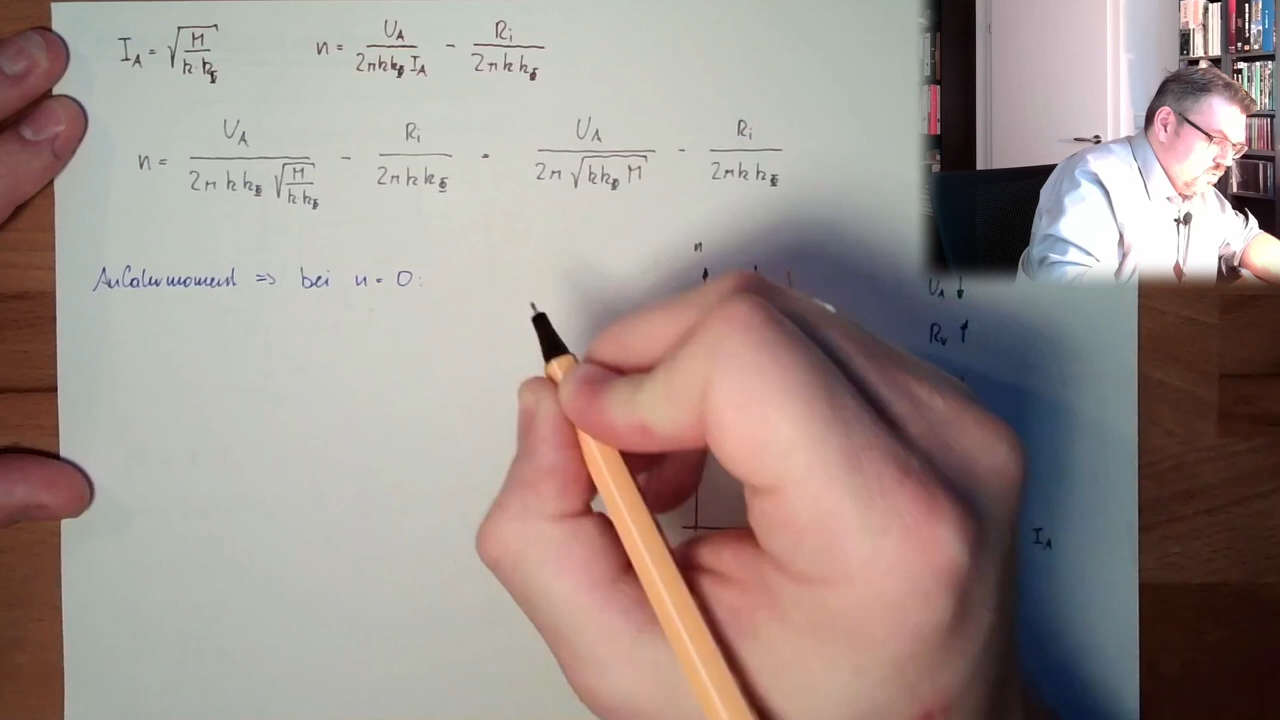 I_A = √(M / (k · k_Φ))    n = U_A / (2π k k_Φ I_A) - R_i / (2π k k_Φ)
n = U_A / (2π k k_Φ √(M / (k k_Φ))) - R_i / (2π k k_Φ) = U_A / (2π √(k k_Φ M)) - R_i / (2π k k_Φ)
n
Anlaufmoment => bei n = 0:
U_A ↓
R_v ↑
I_A